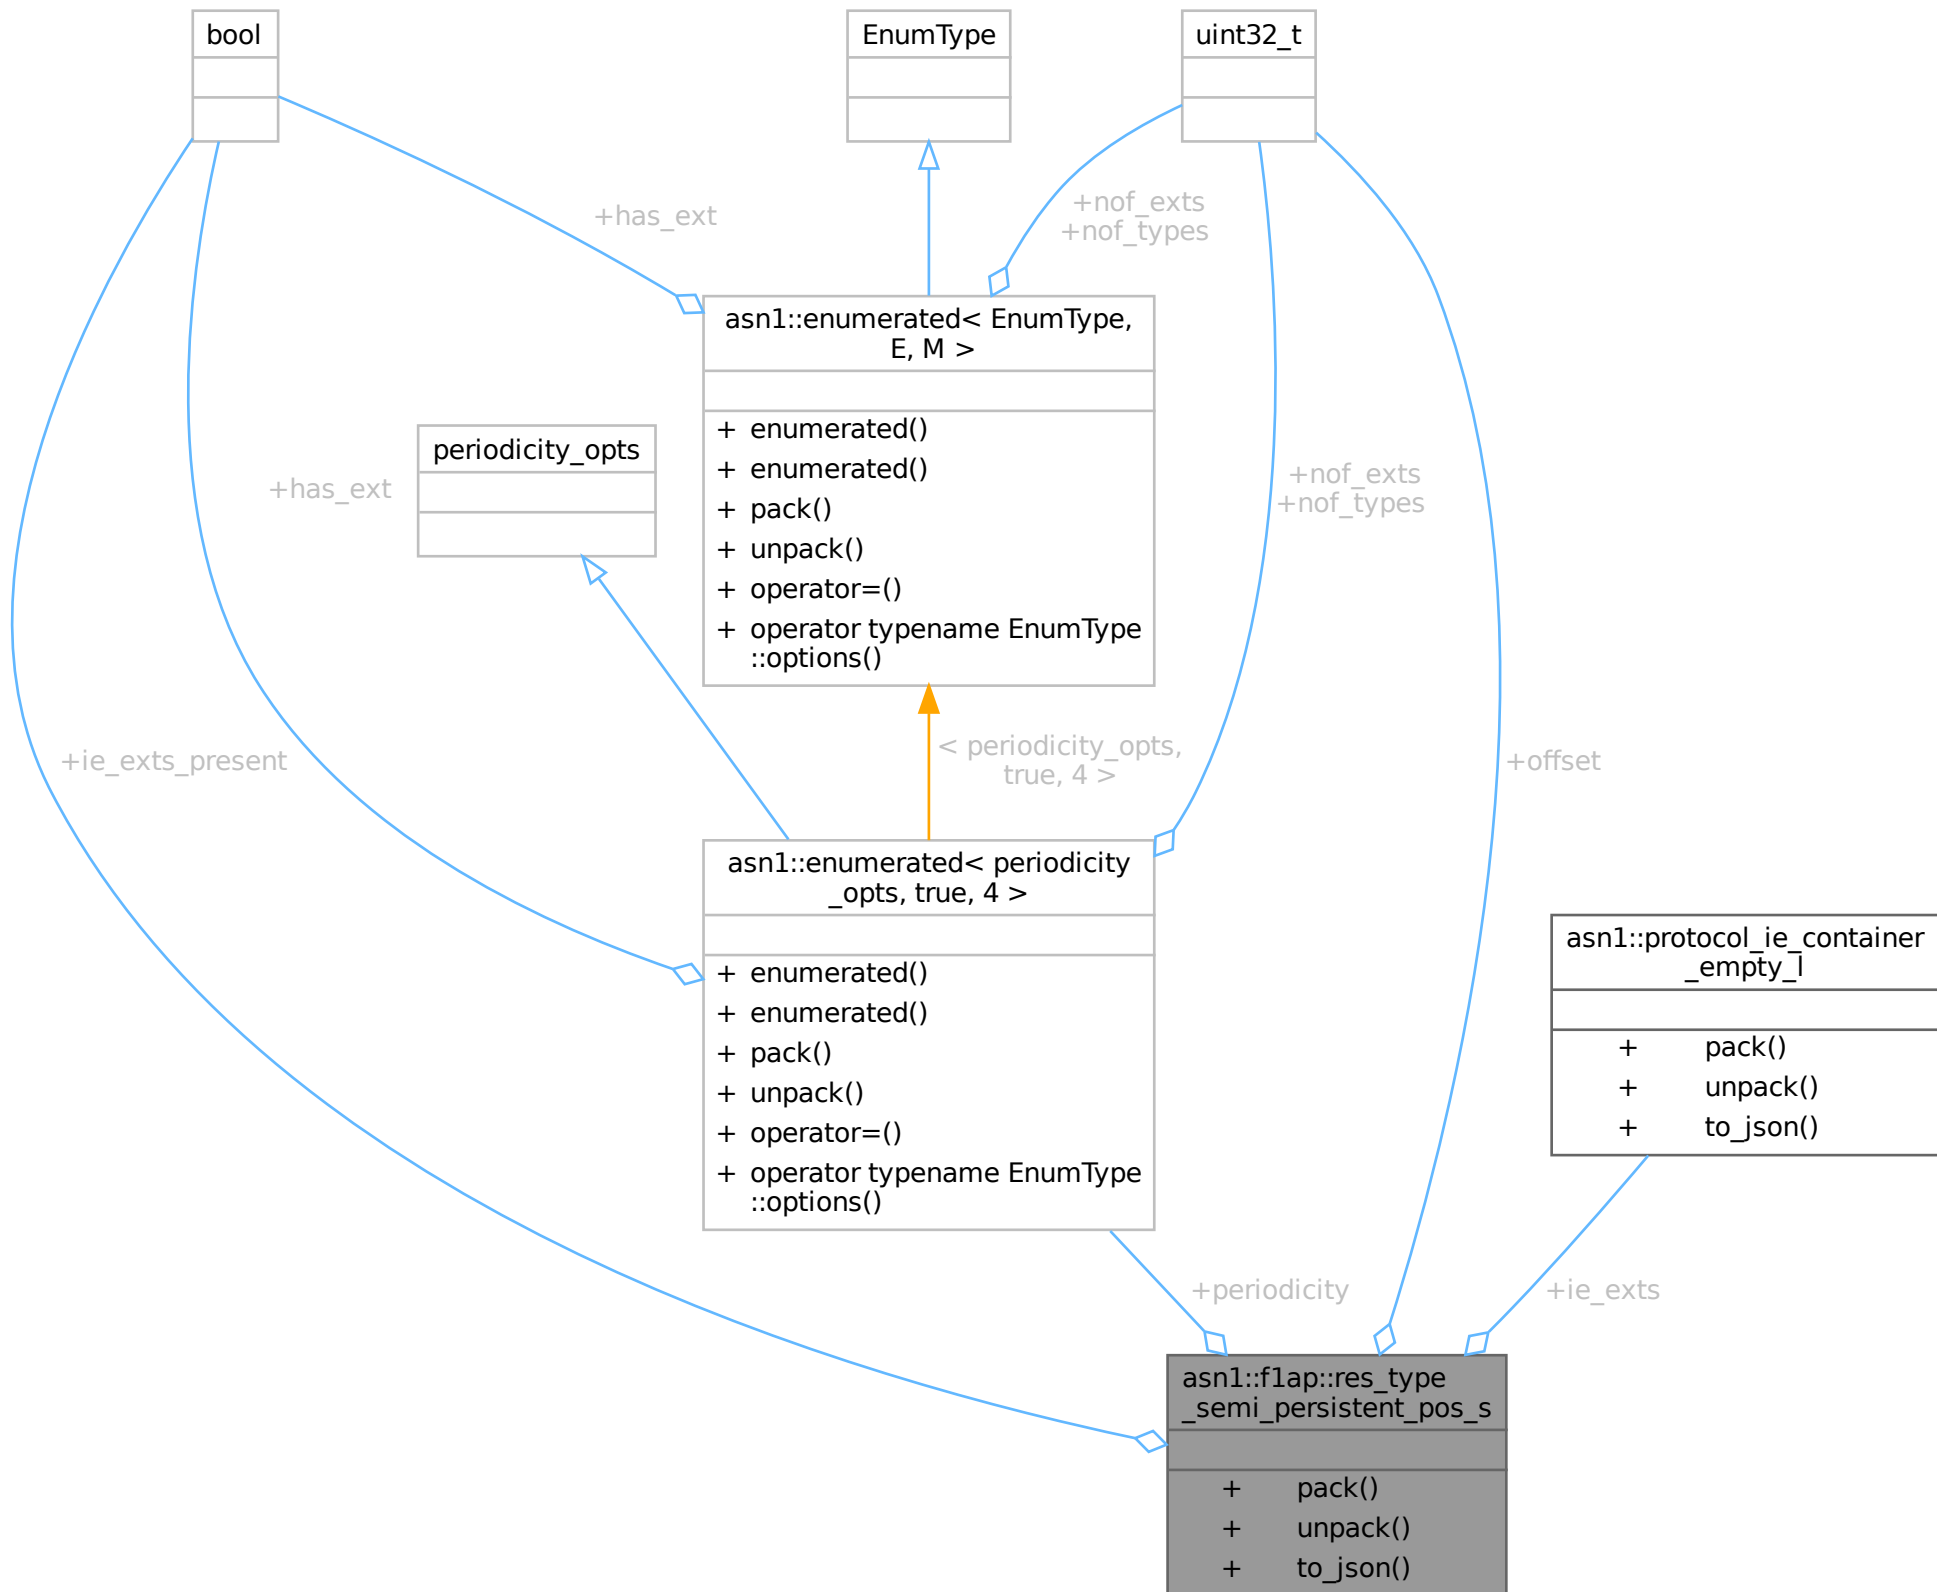 bool
EnumType
uint32_t
+has_ext
+nof_exts
+nof_types
asn1::enumerated< EnumType,
E, M >
+ enumerated()
+ enumerated()
+ pack()
+ unpack()
+ operator=()
+ operator typename EnumType
::options()
periodicity_opts
+has_ext
+nof_exts
+nof_types
+ie_exts_present
< periodicity_opts,
true, 4 >
+offset
asn1::enumerated< periodicity
_opts, true, 4 >
+ enumerated()
+ enumerated()
+ pack()
+ unpack()
+ operator=()
+ operator typename EnumType
::options()
asn1::protocol_ie_container
_empty_l
+ pack()
+ unpack()
+ to_json()
+periodicity
+ie_exts
asn1::f1ap::res_type
_semi_persistent_pos_s
+ pack()
+ unpack()
+ to_json()